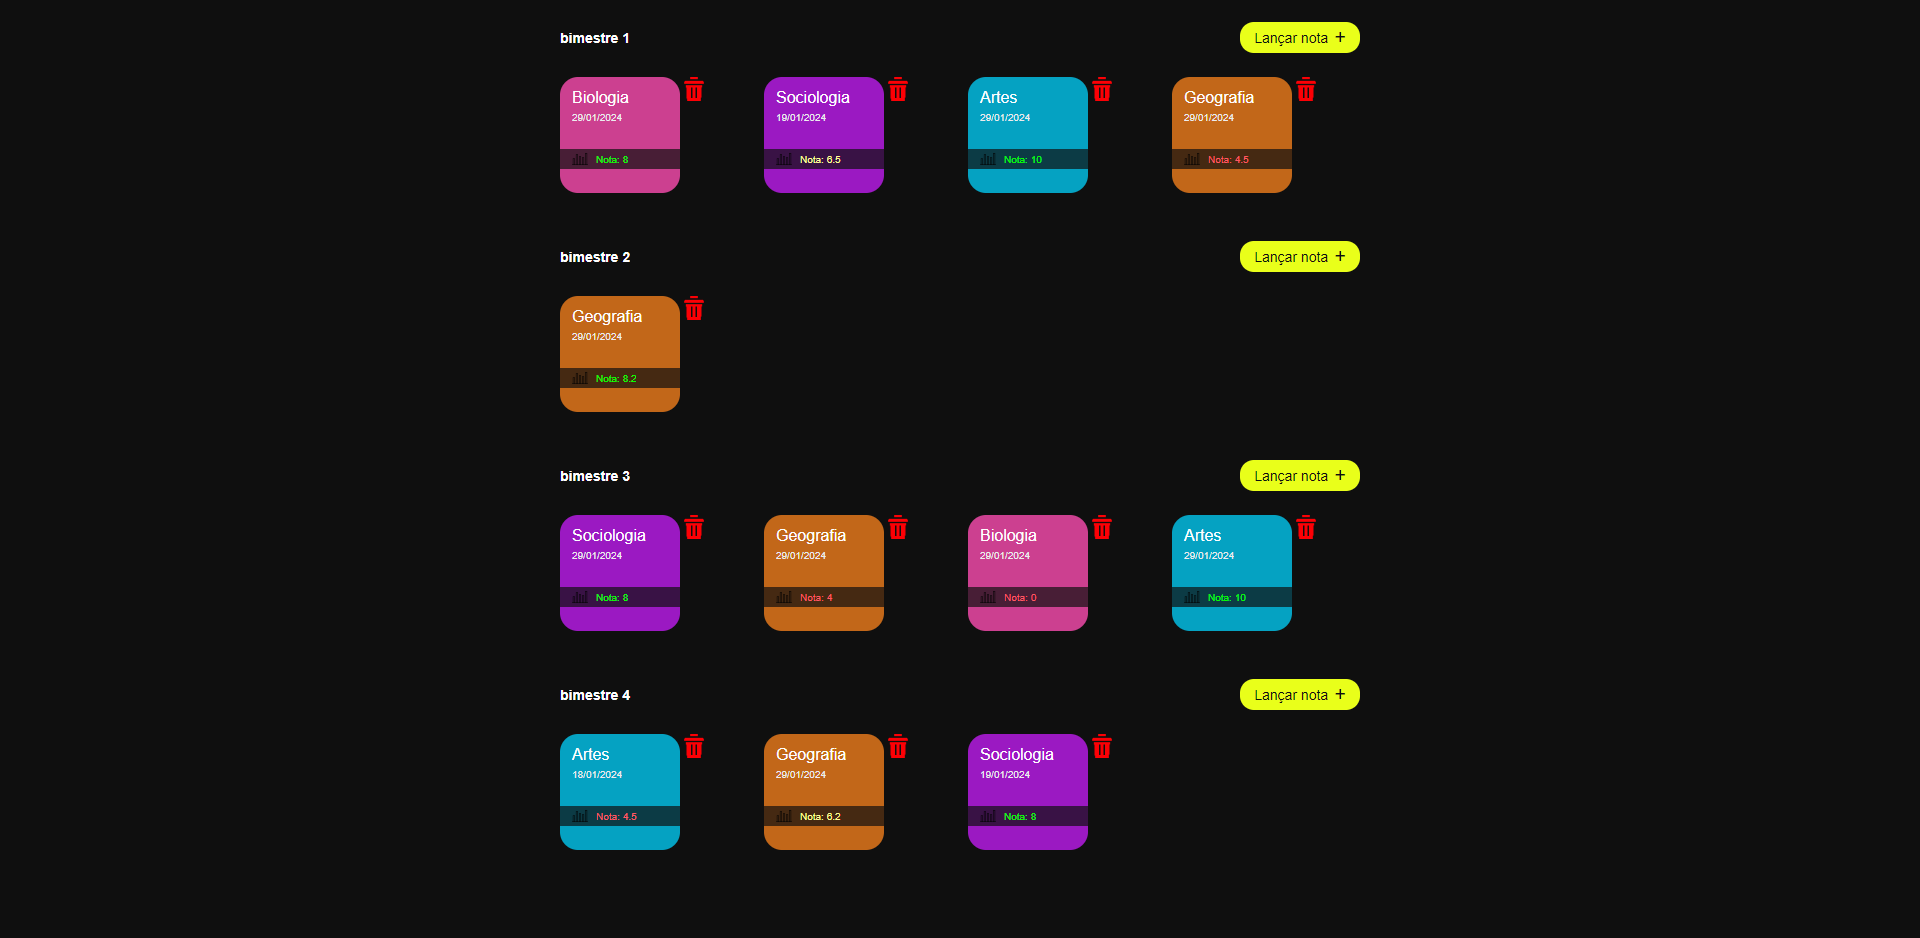 bimestre 1
Lançar nota +
Biologia
29/01/2024
Nota: 8
Sociologia
19/01/2024
Nota: 6.5
Artes
29/01/2024
Nota: 10
Geografia
29/01/2024
Nota: 4.5
bimestre 2
Lançar nota +
Geografia
29/01/2024
Nota: 8.2
bimestre 3
Lançar nota +
Sociologia
29/01/2024
Nota: 8
Geografia
29/01/2024
Nota: 4
Biologia
29/01/2024
Nota: 0
Artes
29/01/2024
Nota: 10
bimestre 4
Lançar nota +
Artes
18/01/2024
Nota: 4.5
Geografia
29/01/2024
Nota: 6.2
Sociologia
19/01/2024
Nota: 8